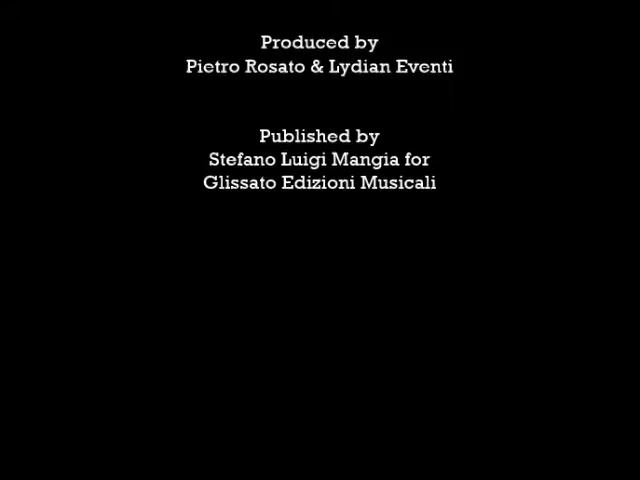 Produced by
Pietro Rosato & Lydian Eventi
Published by
Stefano Luigi Mangia for
Glissato Edizioni Musicali